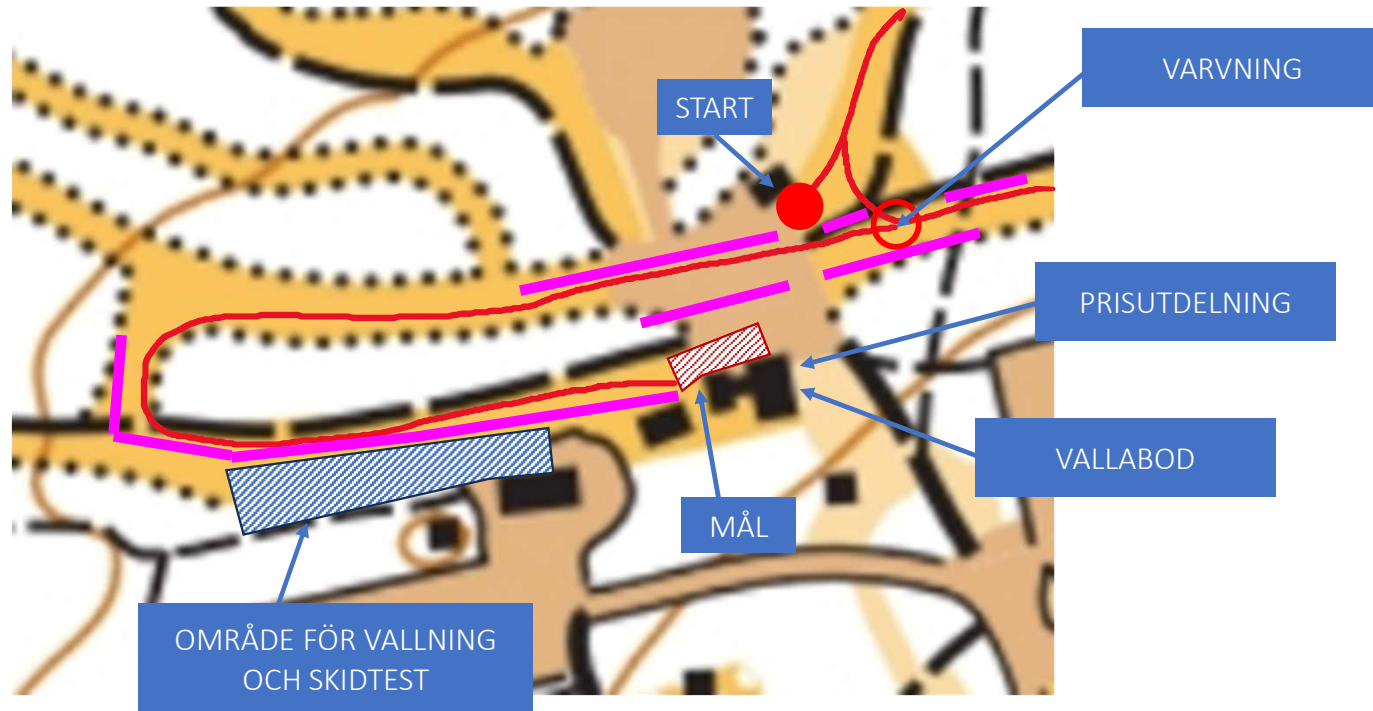 VARVNING
START
PRISUTDELNING
VALLABOD
MÅL
OMRÅDE FÖR VALLNING
OCH SKIDTEST